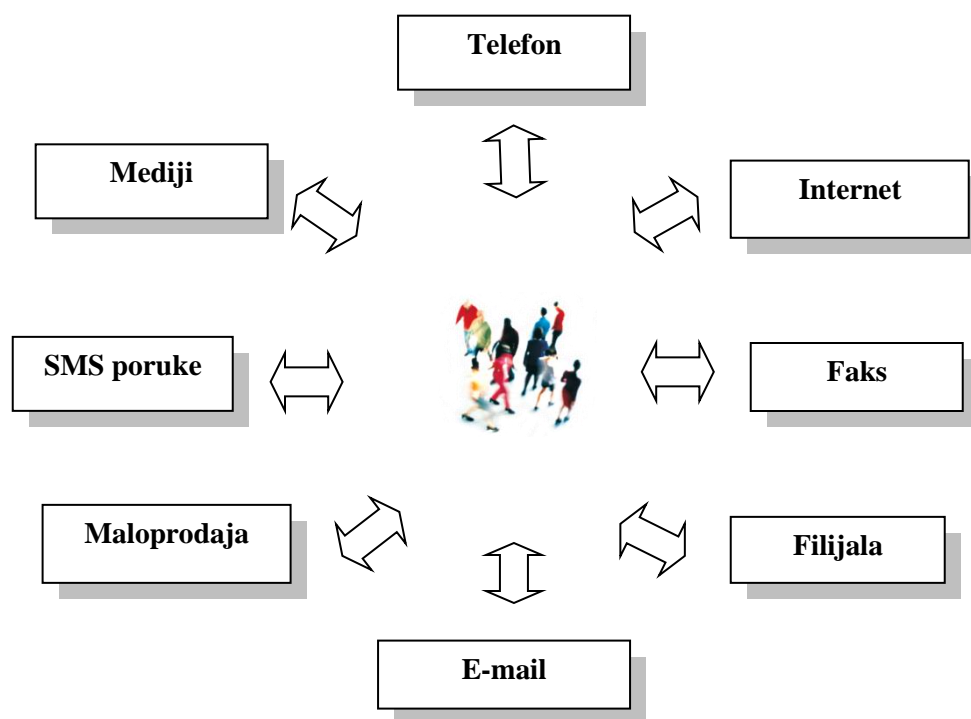 Telefon
Mediji
Internet
SMS poruke
Faks
Maloprodaja
Filijala
E-mail